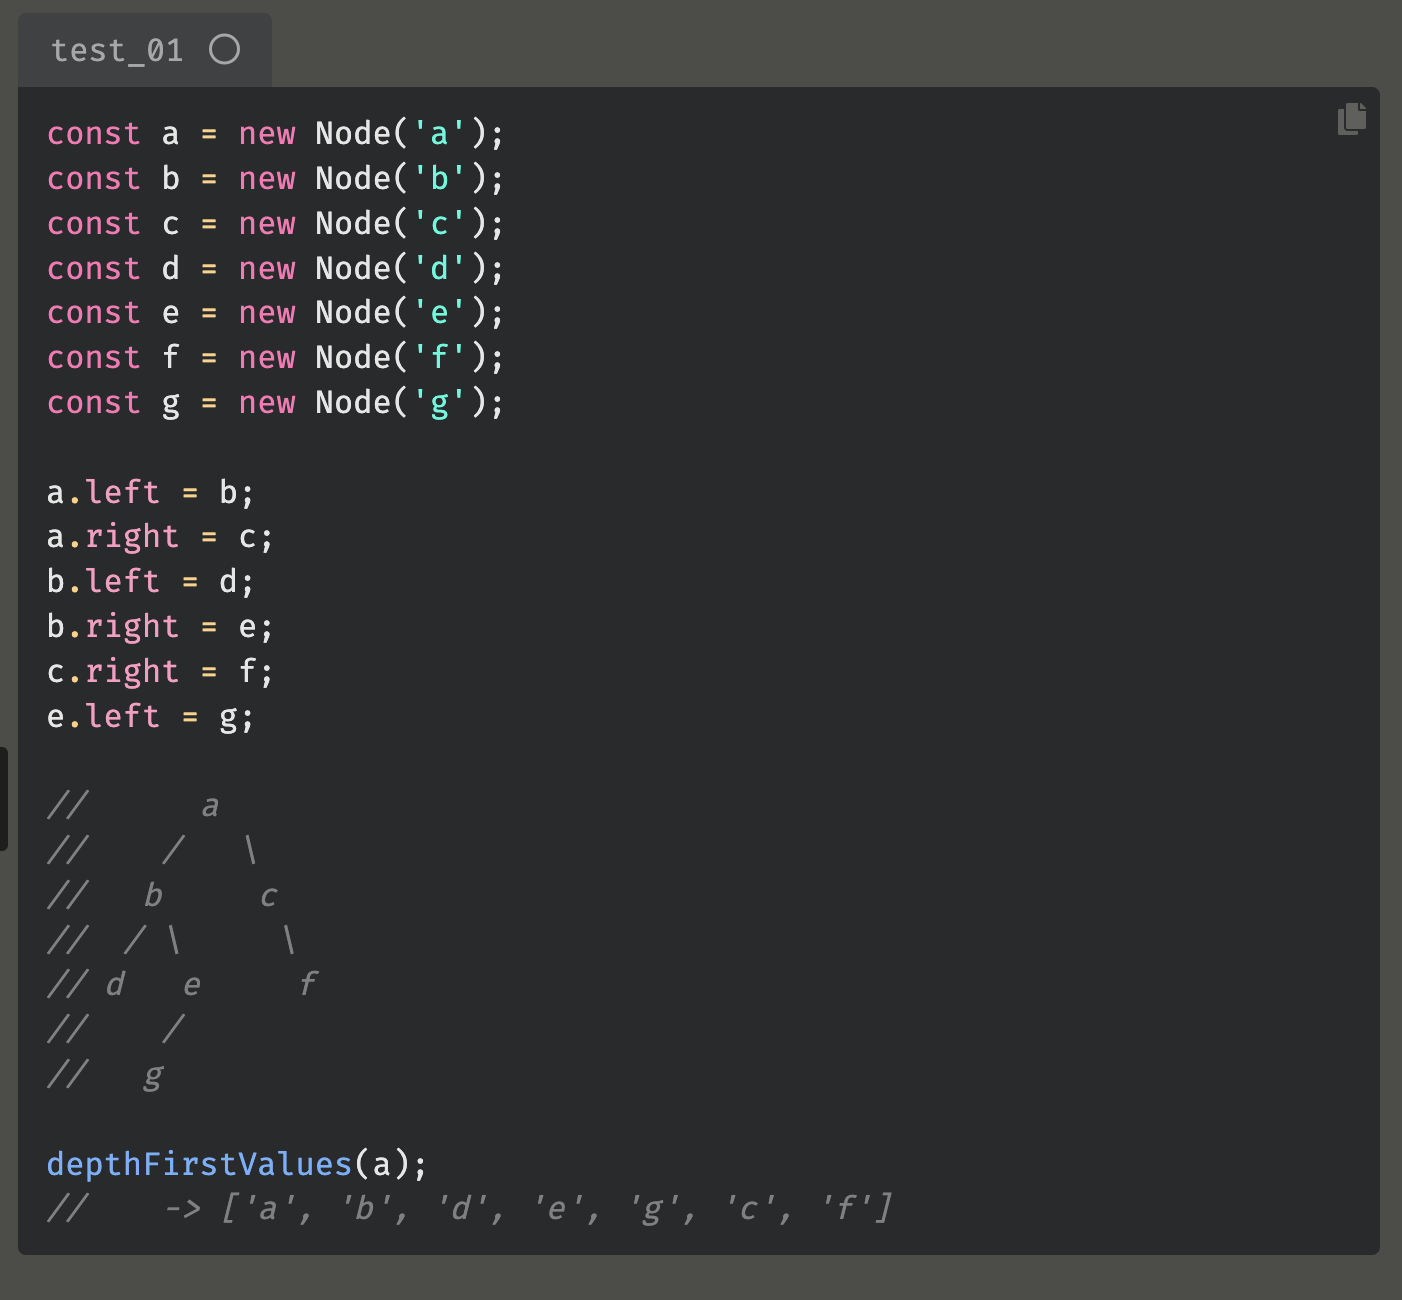 test_01
const a = new Node('a');
const b = new Node('b');
const c = new Node('c');
const d = new Node('d');
const e = new Node('e');
const f = new Node('f');
const g = new Node('g');

a.left = b;
a.right = c;
b.left = d;
b.right = e;
c.right = f;
e.left = g;

//      a
//    /   \
//   b     c
//  / \     \
// d   e     f
//    /
//   g

depthFirstValues(a);
//    -> ['a', 'b', 'd', 'e', 'g', 'c', 'f']